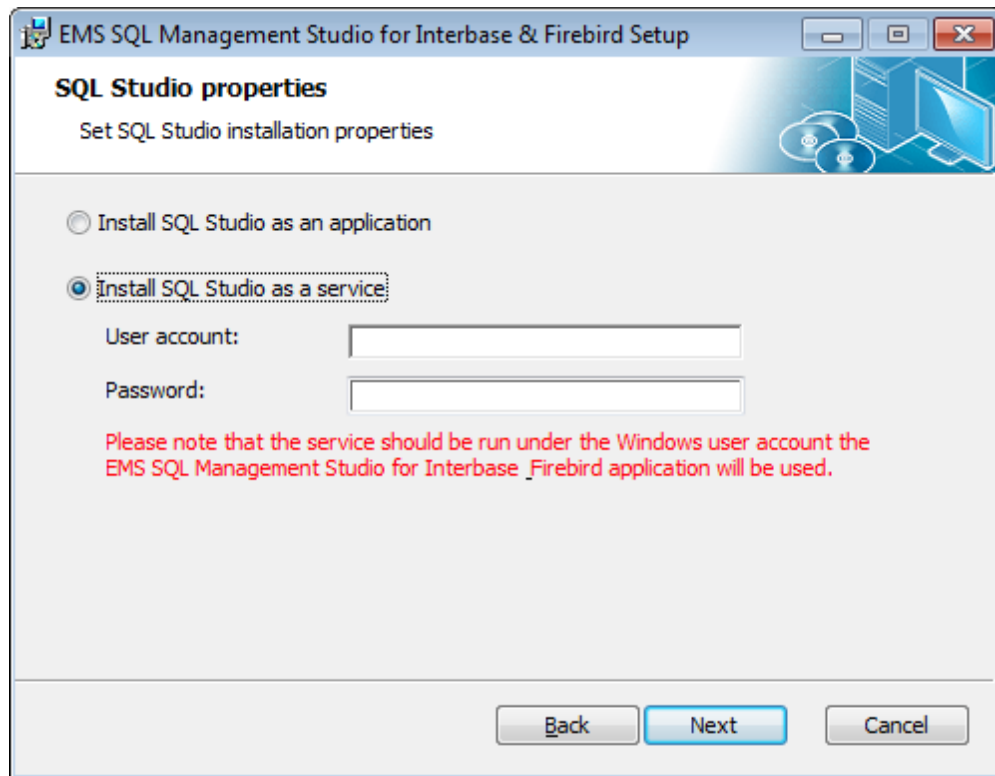 EMS SQL Management Studio for Interbase & Firebird Setup
SQL Studio properties
Set SQL Studio installation properties
Install SQL Studio as an application
Install SQL Studio as a service
User account:
Password:
Please note that the service should be run under the Windows user account the
EMS SQL Management Studio for Interbase _Firebird application will be used.
Back Next Cancel